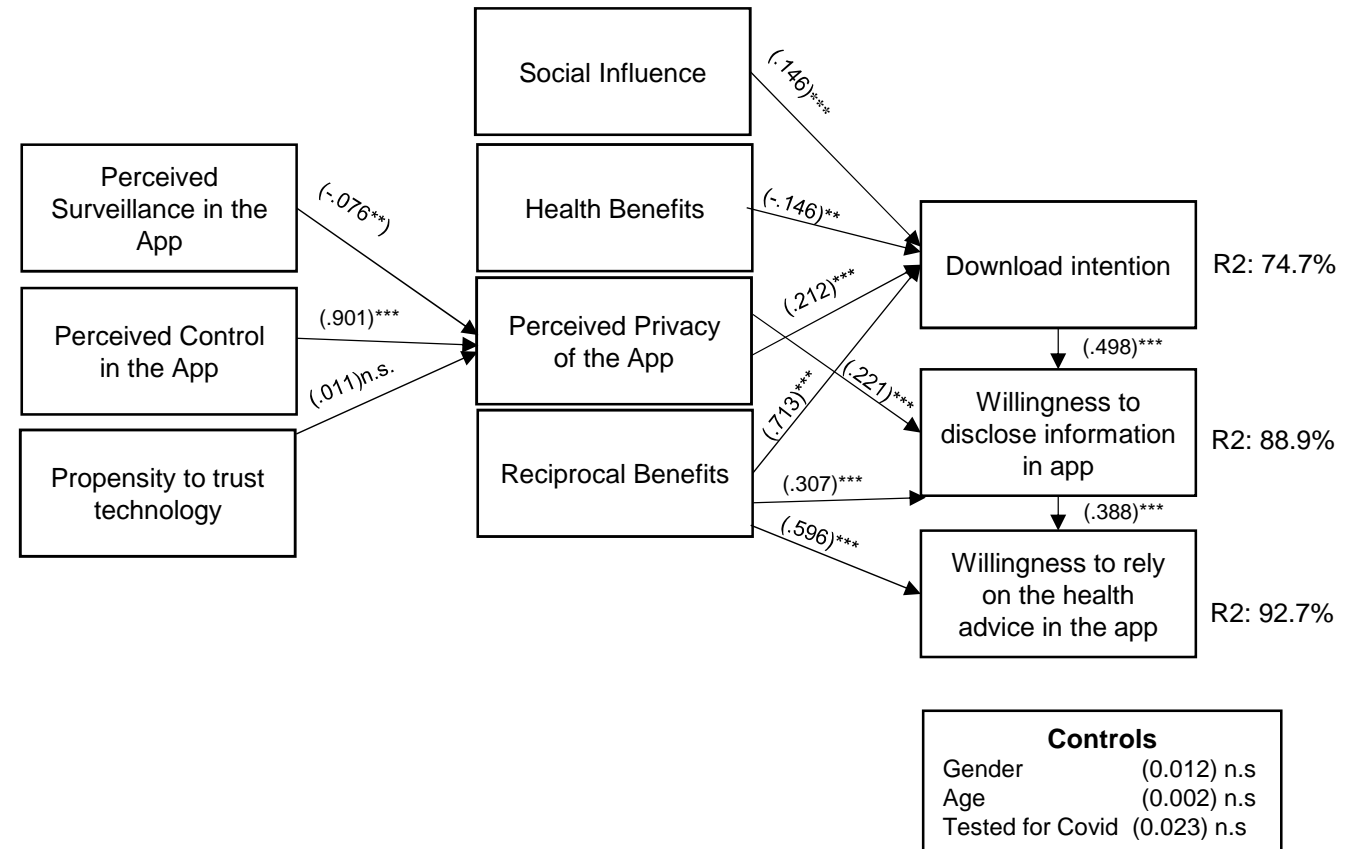 Social Influence
(.146)***
Perceived
Surveillance in the
App
(-.076**)
Health Benefits
(-.146)**
Download intention
R2: 74.7%
Perceived Control
in the App
(.901)***
Perceived Privacy
of the App
(.212)***
(.498)***
(.011)n.s.
(.221)***
Willingness to
disclose information
in app
R2: 88.9%
Propensity to trust
technology
Reciprocal Benefits
(.713)***
(.307)***
(.388)***
(.596)***
Willingness to rely
on the health
advice in the app
R2: 92.7%
Controls
Gender (0.012) n.s
Age (0.002) n.s
Tested for Covid (0.023) n.s